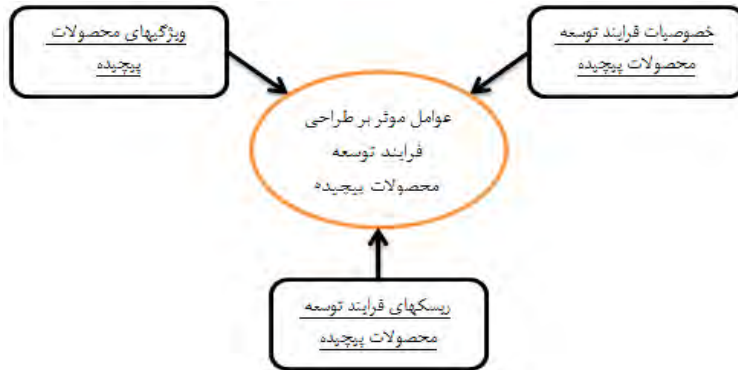 خصوصیات فرایند توسعه
محصولات پیچیده
ویژگیهای محصولات
پیچیده
عوامل موثر بر طراحی
فرایند توسعه
محصولات پیچیده
ریسکهای فرایند توسعه
محصولات پیچیده